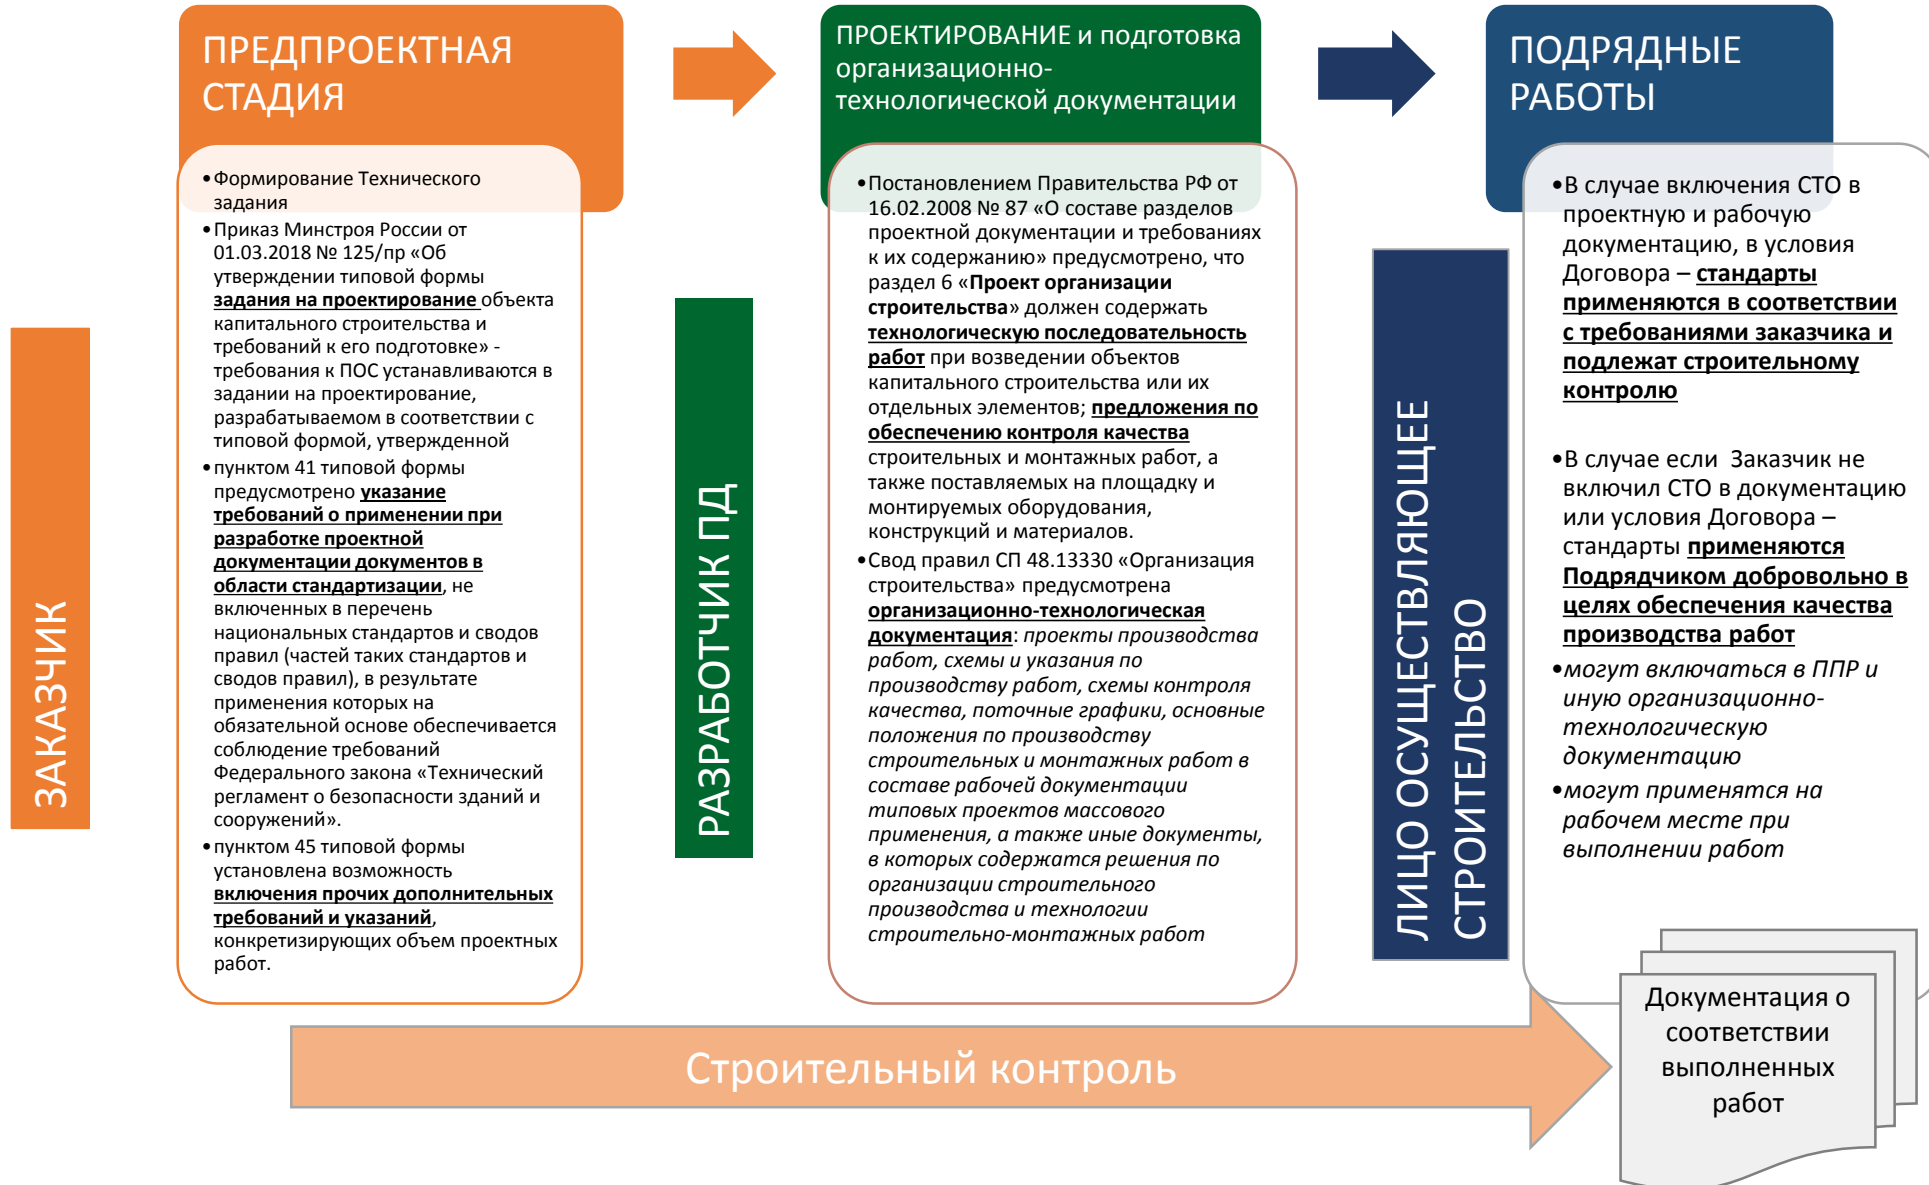 ПРЕДПРОЕКТНАЯ
СТАДИЯ
ЗАКАЗЧИК
•Формирование Технического
задания
•Приказ Минстроя России от
01.03.2018 № 125/пр «Об
утверждении типовой формы
задания на проектирование объекта
капитального строительства и
требований к его подготовке» -
требования к ПОС устанавливаются в
задании на проектирование,
разрабатываемом в соответствии с
типовой формой, утвержденной
•пунктом 41 типовой формы
предусмотрено указание
требований о применении при
разработке проектной
документации документов в
области стандартизации, не
включенных в перечень
национальных стандартов и сводов
правил (частей таких стандартов и
сводов правил), в результате
применения которых на
обязательной основе обеспечивается
соблюдение требований
Федерального закона «Технический
регламент о безопасности зданий и
сооружений».
•пунктом 45 типовой формы
установлена возможность
включения прочих дополнительных
требований и указаний,
конкретизирующих объем проектных
работ.
ПРОЕКТИРОВАНИЕ и подготовка
организационно-
технологической документации
РАЗРАБОТЧИК ПД
•Постановлением Правительства РФ от
16.02.2008 № 87 «О составе разделов
проектной документации и требованиях
к их содержанию» предусмотрено, что
раздел 6 «Проект организации
строительства» должен содержать
технологическую последовательность
работ при возведении объектов
капитального строительства или их
отдельных элементов; предложения по
обеспечению контроля качества
строительных и монтажных работ, а
также поставляемых на площадку и
монтируемых оборудования,
конструкций и материалов.
•Свод правил СП 48.13330 «Организация
строительства» предусмотрена
организационно-технологическая
документация: проекты производства
работ, схемы и указания по
производству работ, схемы контроля
качества, поточные графики, основные
положения по производству
строительных и монтажных работ в
составе рабочей документации
типовых проектов массового
применения, а также иные документы,
в которых содержатся решения по
организации строительного
производства и технологии
строительно-монтажных работ
ПОДРЯДНЫЕ
РАБОТЫ
ЛИЦО ОСУЩЕСТВЛЯЮЩЕЕ
СТРОИТЕЛЬСТВО
•В случае включения СТО в
проектную и рабочую
документацию, в условия
Договора – стандарты
применяются в соответствии
с требованиями заказчика и
подлежат строительному
контролю
•В случае если Заказчик не
включил СТО в документацию
или условия Договора –
стандарты применяются
Подрядчиком добровольно в
целях обеспечения качества
производства работ
•могут включаться в ППР и
иную организационно-
технологическую
документацию
•могут применятся на
рабочем месте при
выполнении работ
Строительный контроль
Документация о
соответствии
выполненных
работ